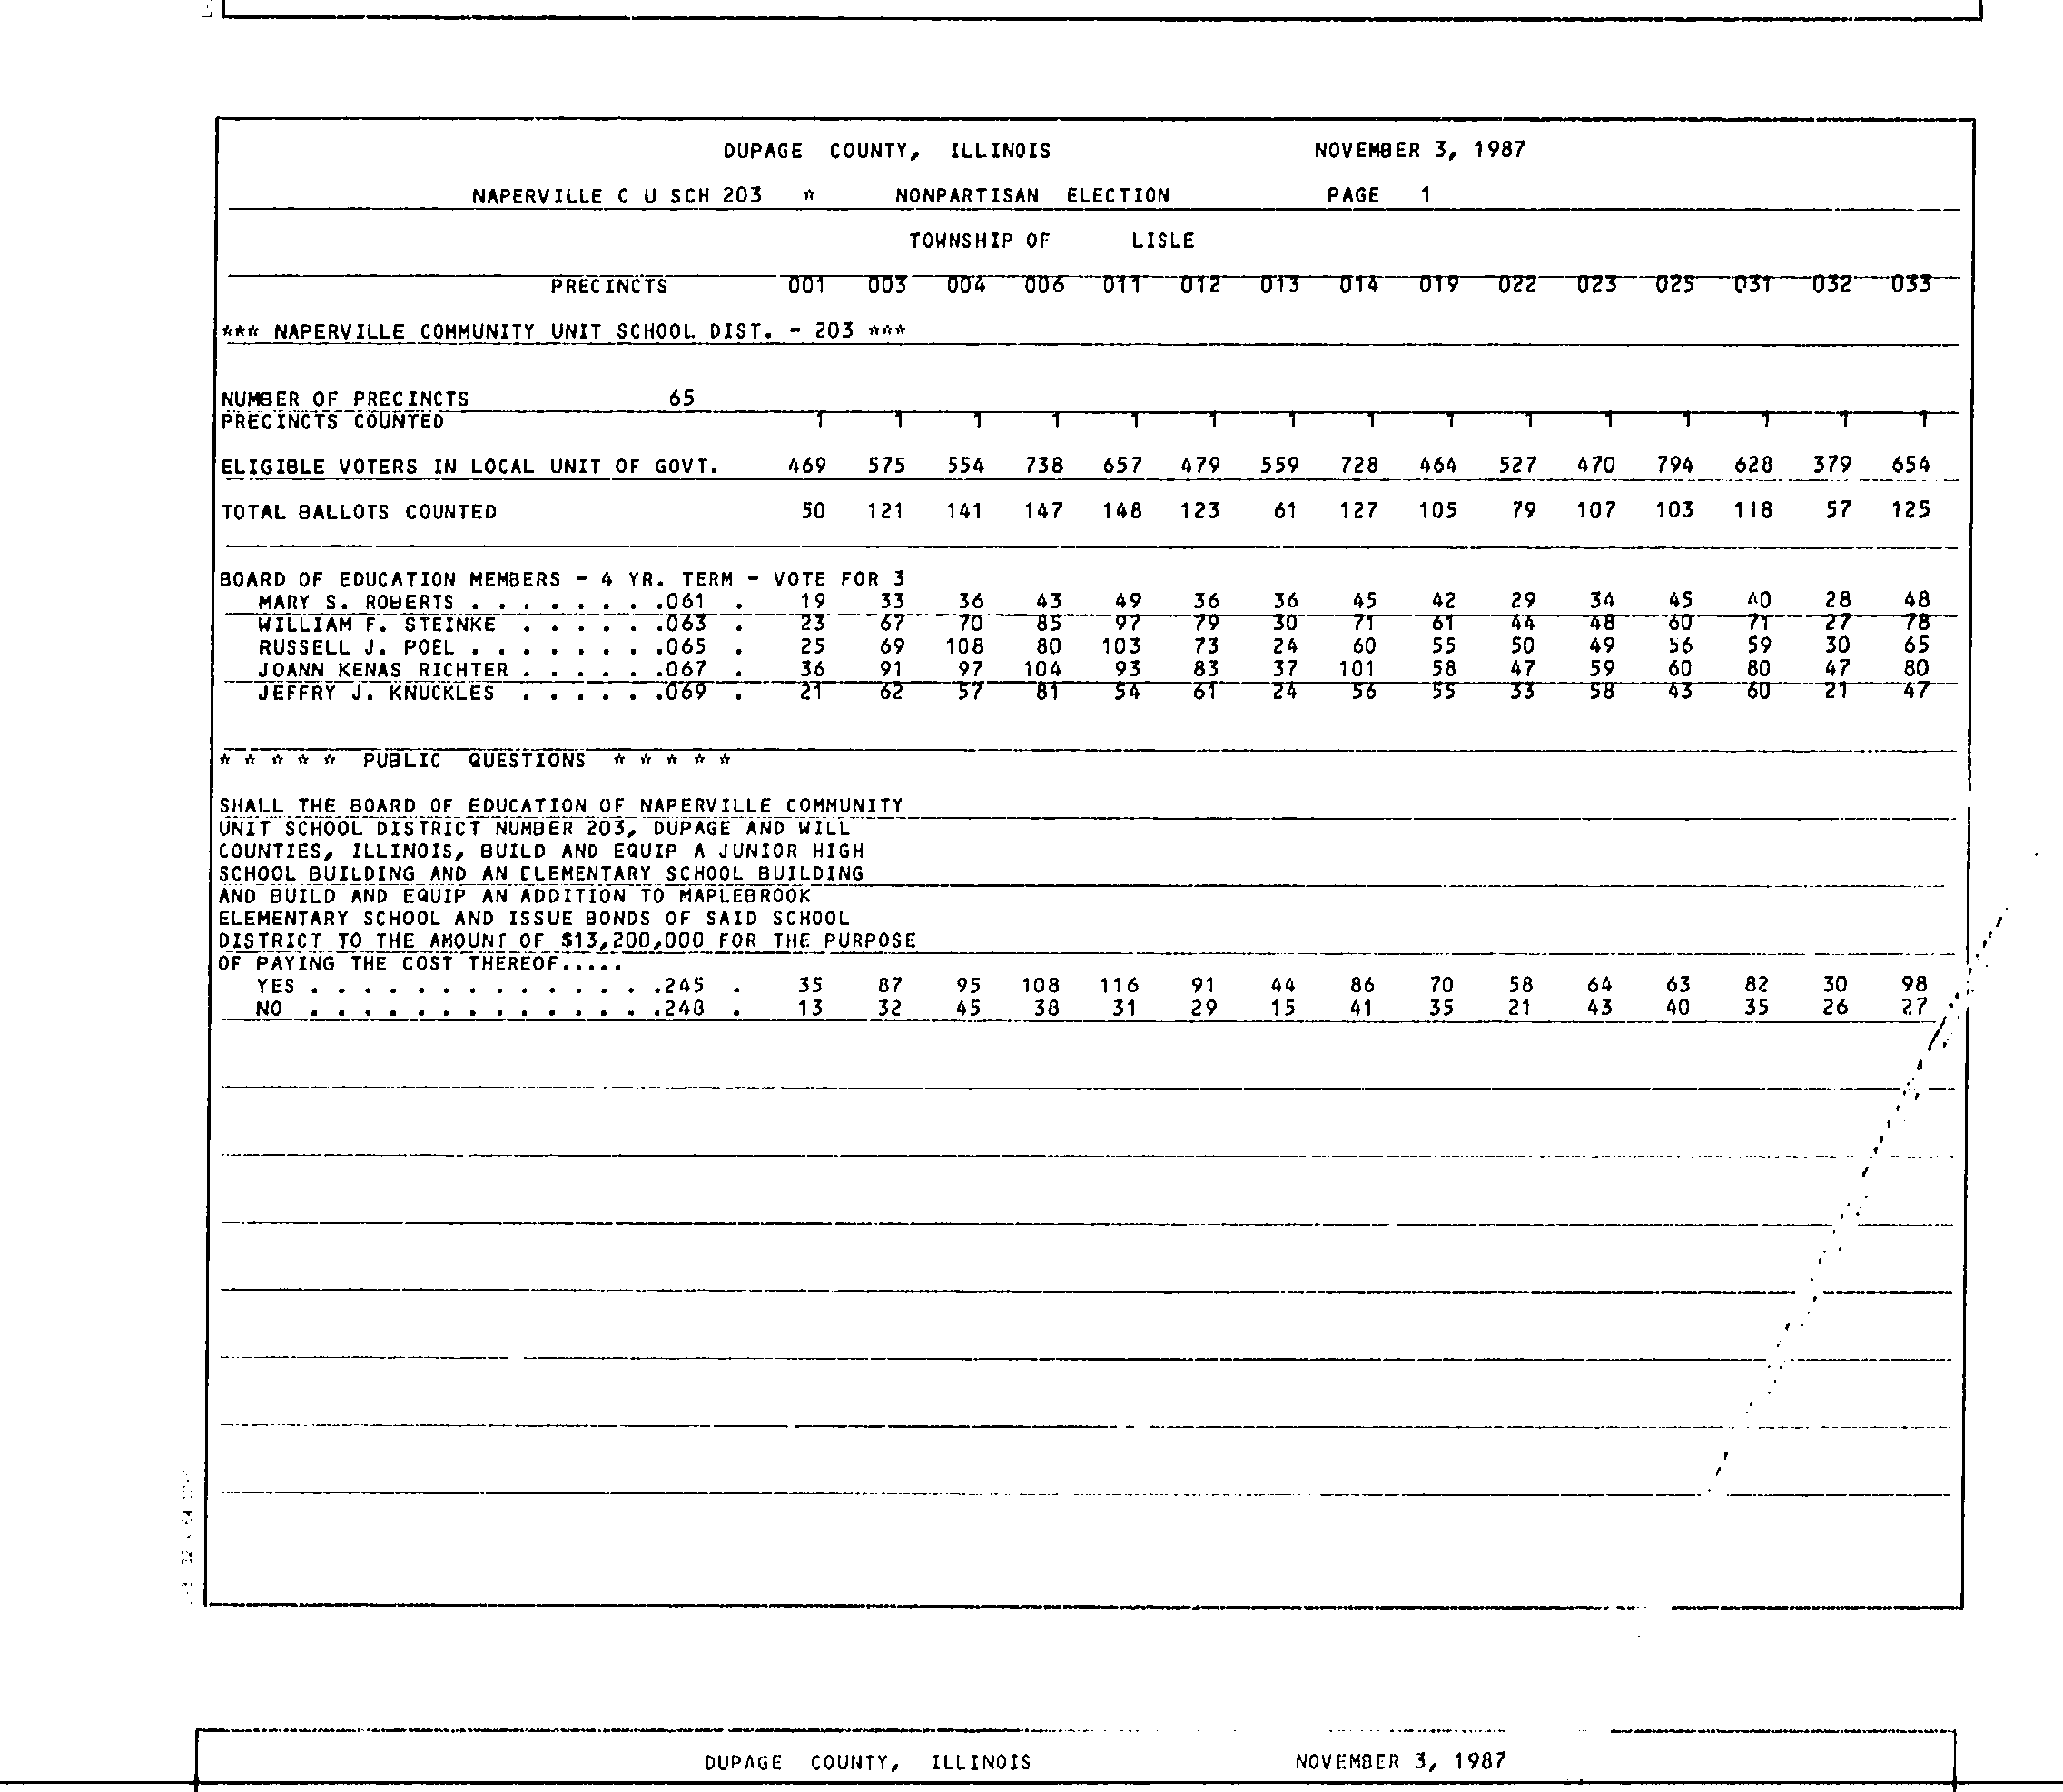 DUPAGE COUNTY, ILLINOIS NOVEMBER 3, 1987
NAPERVILLE C U SCH 203 * NONPARTISAN ELECTION PAGE 1
TOWNSHIP OF LISLE
PRECINCTS 001 003 004 006 011 012 013 014 019 022 023 025 031 032 033
*** NAPERVILLE COMMUNITY UNIT SCHOOL DIST. - 203 ***
NUMBER OF PRECINCTS 65
PRECINCTS COUNTED 1 1 1 1 1 1 1 1 1 1 1 1 1 1 1
ELIGIBLE VOTERS IN LOCAL UNIT OF GOVT. 469 575 554 738 657 479 559 728 464 527 470 794 628 379 654
TOTAL BALLOTS COUNTED 50 121 141 147 148 123 61 127 105 79 107 103 118 57 125
BOARD OF EDUCATION MEMBERS - 4 YR. TERM - VOTE FOR 3
MARY S. ROBERTS . . . . . . . .061 . 19 33 36 43 49 36 36 45 42 29 34 45 40 28 48
WILLIAM F. STEINKE . . . . . .063 . 23 67 70 85 97 79 30 71 61 44 48 60 71 27 78
RUSSELL J. POEL . . . . . . . .065 . 25 69 108 80 103 73 24 60 55 50 49 56 59 30 65
JOANN KENAS RICHTER . . . . . .067 . 36 91 97 104 93 83 37 101 58 47 59 60 80 47 80
JEFFRY J. KNUCKLES . . . . . .069 . 21 62 57 81 54 61 24 56 55 33 58 43 60 21 47
* * * * * PUBLIC QUESTIONS * * * * *
SHALL THE BOARD OF EDUCATION OF NAPERVILLE COMMUNITY
UNIT SCHOOL DISTRICT NUMBER 203, DUPAGE AND WILL
COUNTIES, ILLINOIS, BUILD AND EQUIP A JUNIOR HIGH
SCHOOL BUILDING AND AN ELEMENTARY SCHOOL BUILDING
AND BUILD AND EQUIP AN ADDITION TO MAPLEBROOK
ELEMENTARY SCHOOL AND ISSUE BONDS OF SAID SCHOOL
DISTRICT TO THE AMOUNT OF $13,200,000 FOR THE PURPOSE
OF PAYING THE COST THEREOF.....
YES . . . . . . . . . . . . . .245 . 35 87 95 108 116 91 44 86 70 58 64 63 82 30 98
NO . . . . . . . . . . . . . .248 . 13 32 45 38 31 29 15 41 35 21 43 40 35 26 27
DUPAGE COUNTY, ILLINOIS NOVEMBER 3, 1987